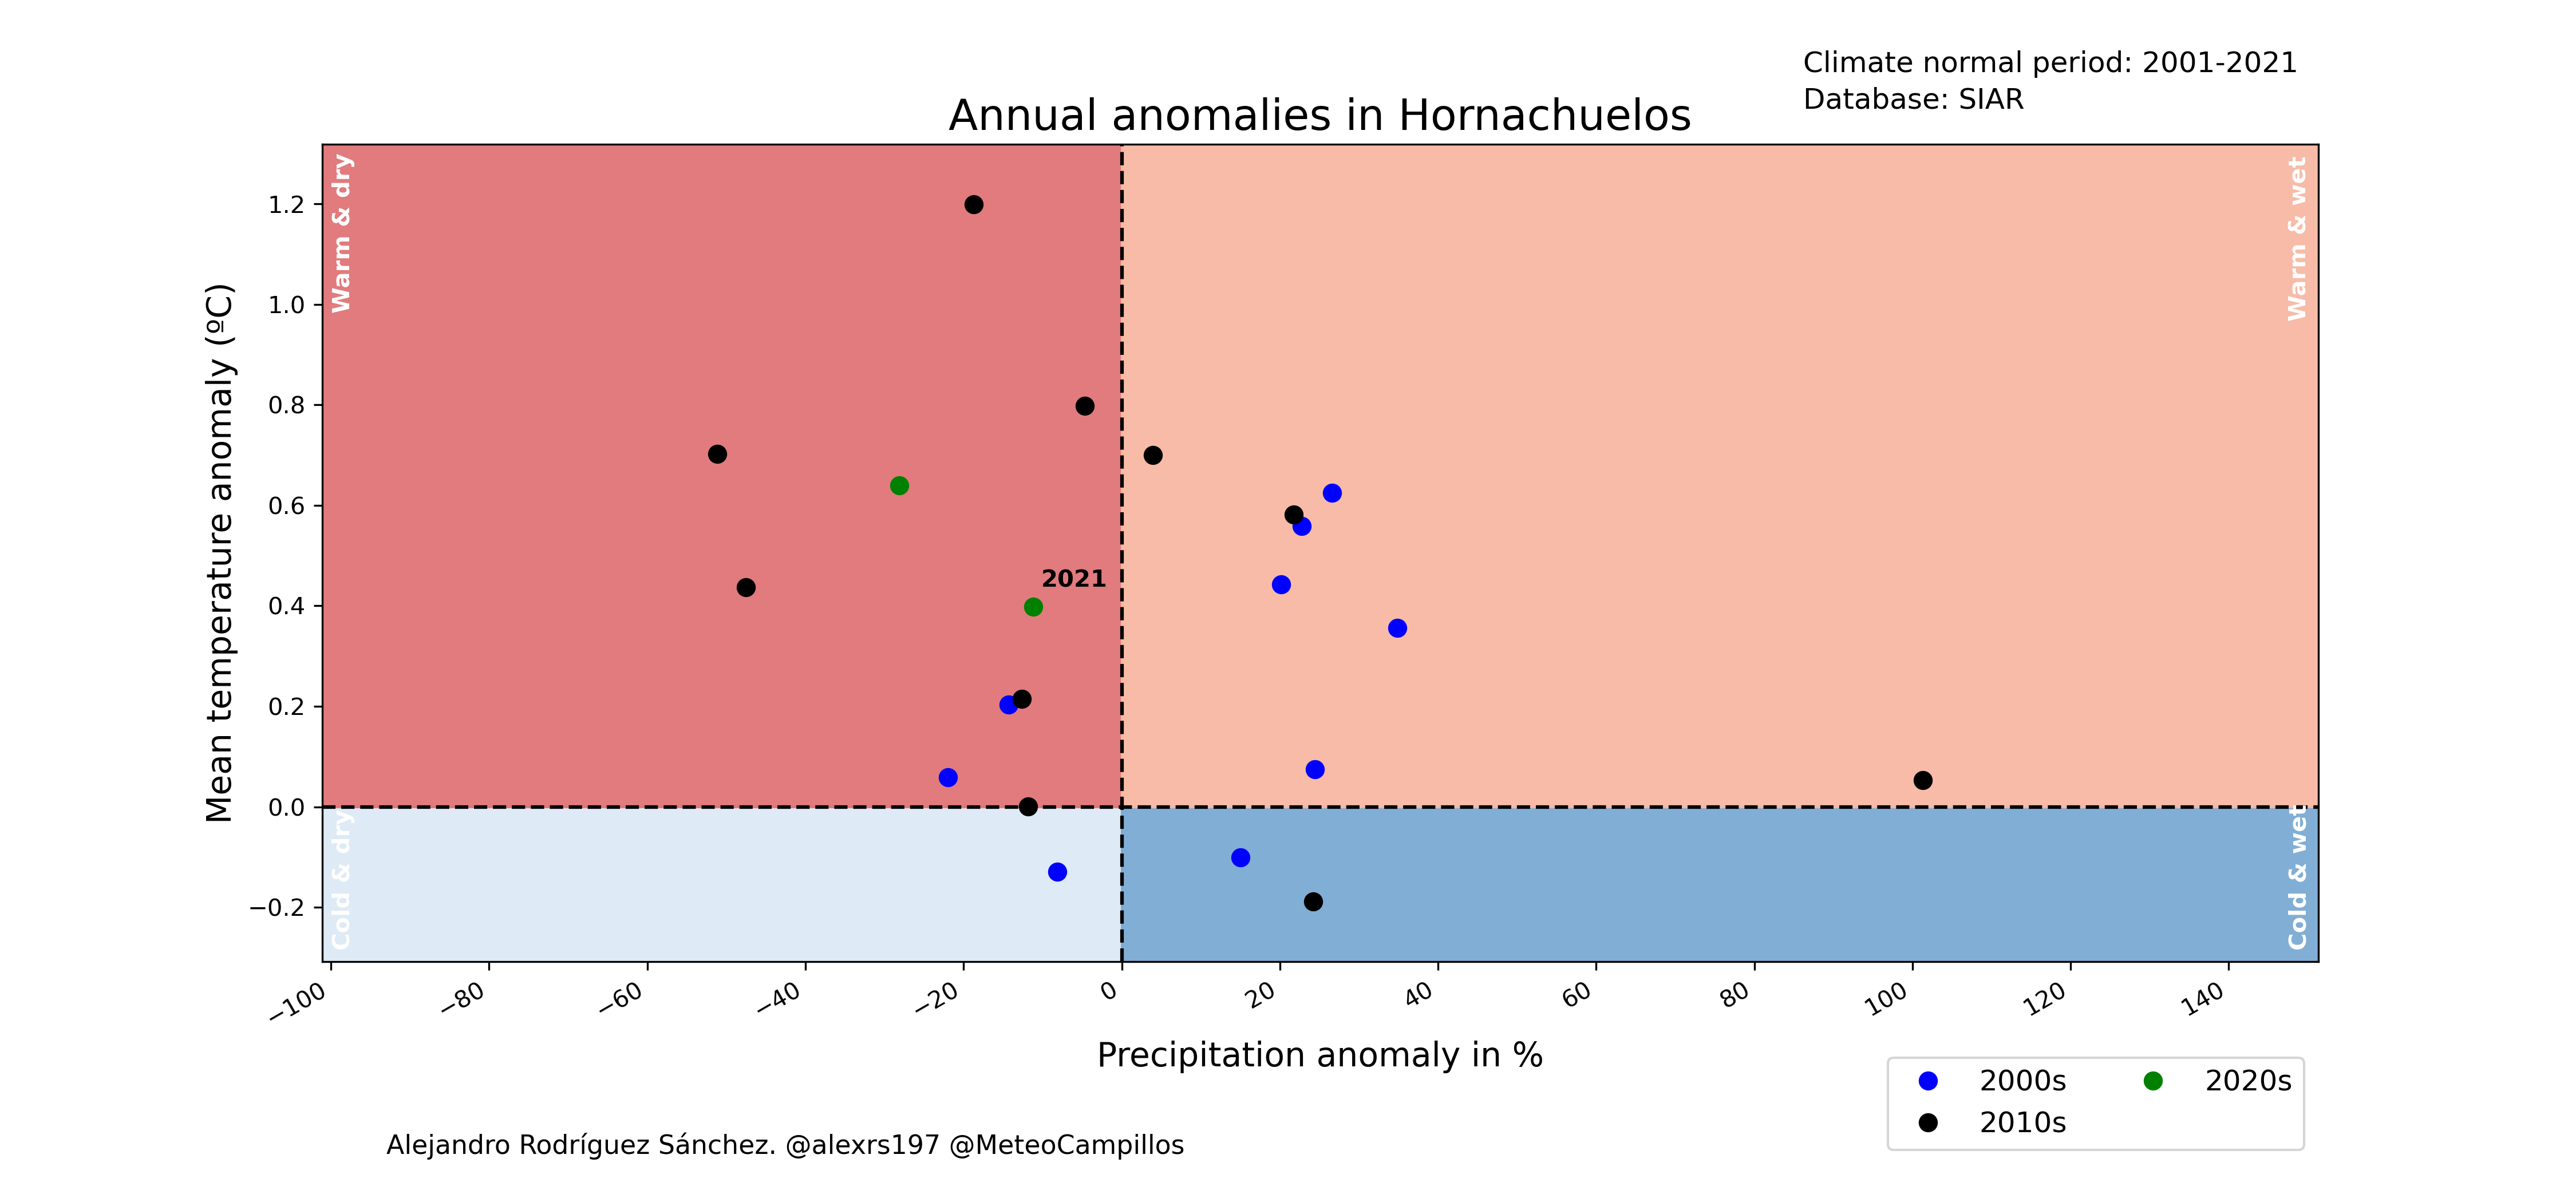 Climate normal period: 2001-2021
Database: SIAR
Annual anomalies in Hornachuelos
Warm & dry
Warm & wet
Mean temperature anomaly (ºC)
1.2
1.0
0.8
0.6
0.4
0.2
0.0
−0.2
2021
Cold & dry
Cold & wet
−100
−80
−60
−40
−20
0
20
40
60
80
100
120
140
Precipitation anomaly in %
2000s
2010s
2020s
Alejandro Rodríguez Sánchez. @alexrs197 @MeteoCampillos